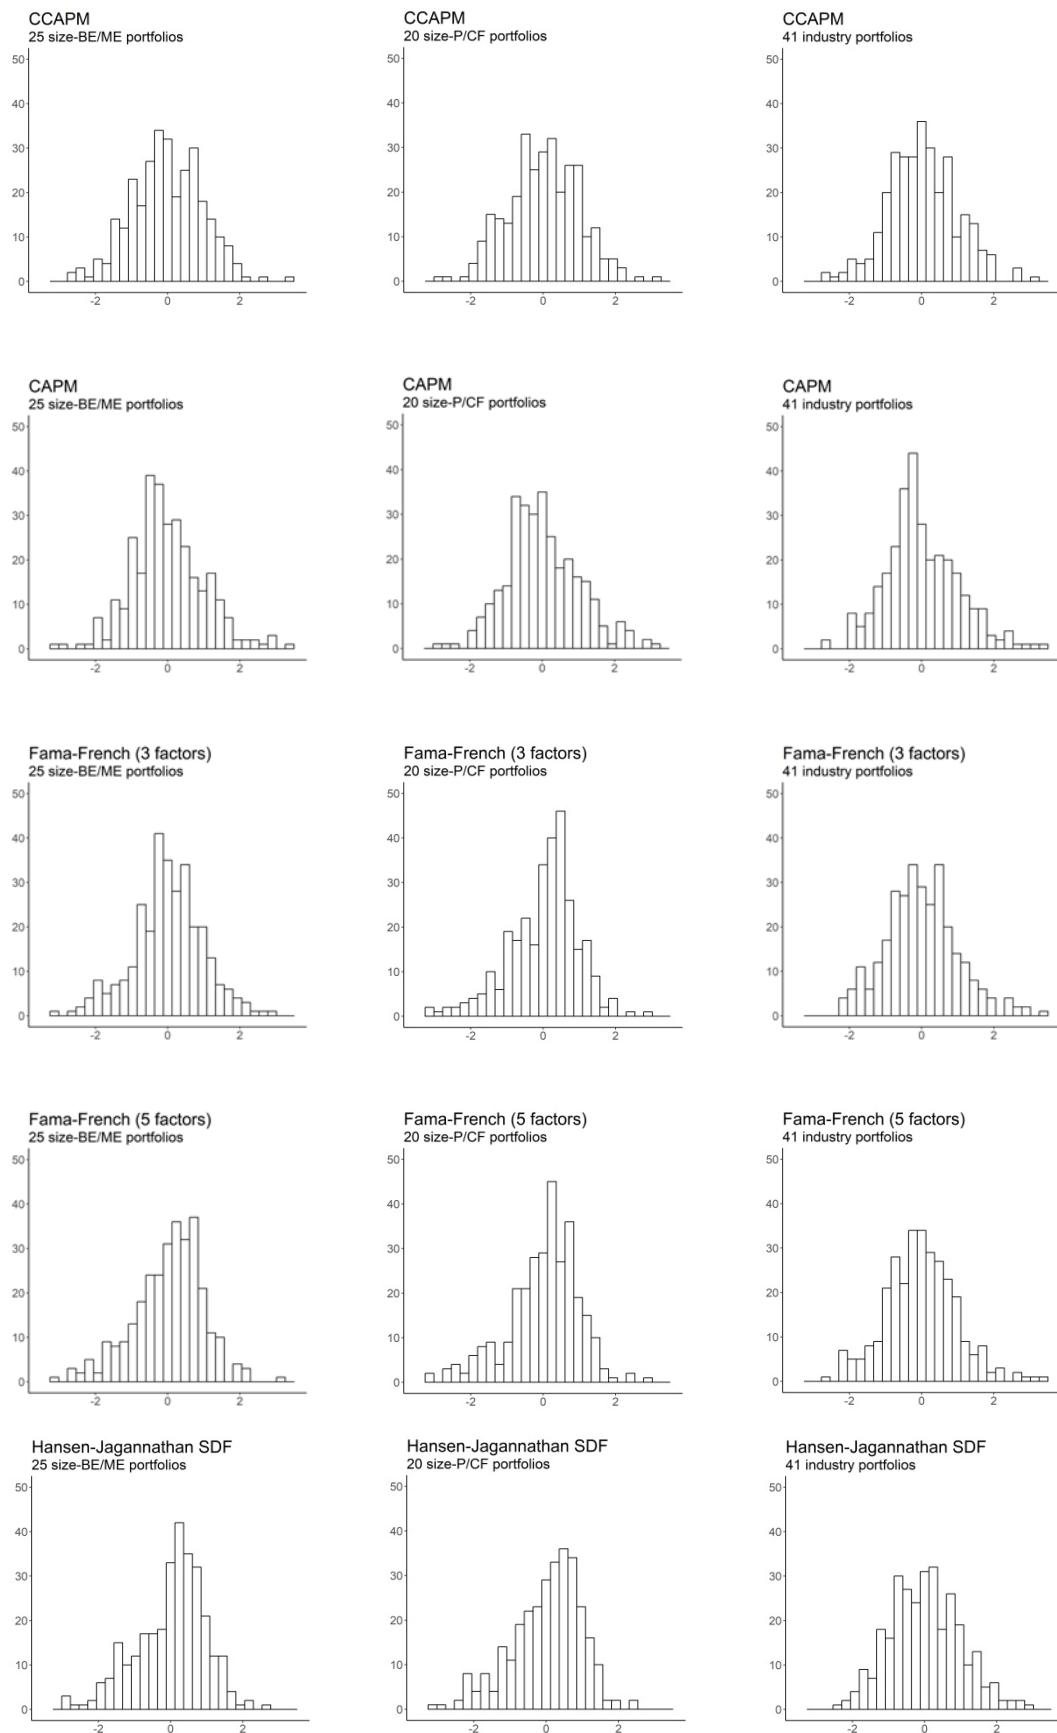 CCAPM
25 size-BE/ME portfolios
50
40
30
20
10
0
-2 0 2
CCAPM
20 size-P/CF portfolios
50
40
30
20
10
0
-2 0 2
CCAPM
41 industry portfolios
50
40
30
20
10
0
-2 0 2
CAPM
25 size-BE/ME portfolios
50
40
30
20
10
0
-2 0 2
CAPM
20 size-P/CF portfolios
50
40
30
20
10
0
-2 0 2
CAPM
41 industry portfolios
50
40
30
20
10
0
-2 0 2
Fama-French (3 factors)
25 size-BE/ME portfolios
50
40
30
20
10
0
-2 0 2
Fama-French (3 factors)
20 size-P/CF portfolios
50
40
30
20
10
0
-2 0 2
Fama-French (3 factors)
41 industry portfolios
50
40
30
20
10
0
-2 0 2
Fama-French (5 factors)
25 size-BE/ME portfolios
50
40
30
20
10
0
-2 0 2
Fama-French (5 factors)
20 size-P/CF portfolios
50
40
30
20
10
0
-2 0 2
Fama-French (5 factors)
41 industry portfolios
50
40
30
20
10
0
-2 0 2
Hansen-Jagannathan SDF
25 size-BE/ME portfolios
50
40
30
20
10
0
-2 0 2
Hansen-Jagannathan SDF
20 size-P/CF portfolios
50
40
30
20
10
0
-2 0 2
Hansen-Jagannathan SDF
41 industry portfolios
50
40
30
20
10
0
-2 0 2